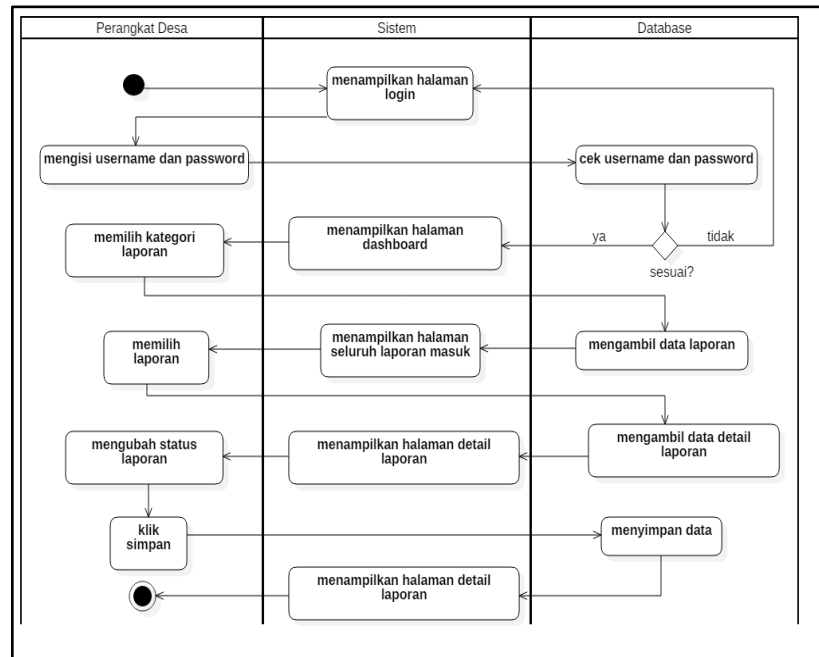 Perangkat Desa
Sistem
Database
menampilkan halaman
login
mengisi username dan password
cek username dan password
ya
tidak
sesuai?
menampilkan halaman
dashboard
memilih kategori
laporan
mengambil data laporan
menampilkan halaman
seluruh laporan masuk
memilih
laporan
mengambil data detail
laporan
menampilkan halaman detail
laporan
mengubah status
laporan
klik
simpan
menyimpan data
menampilkan halaman detail
laporan